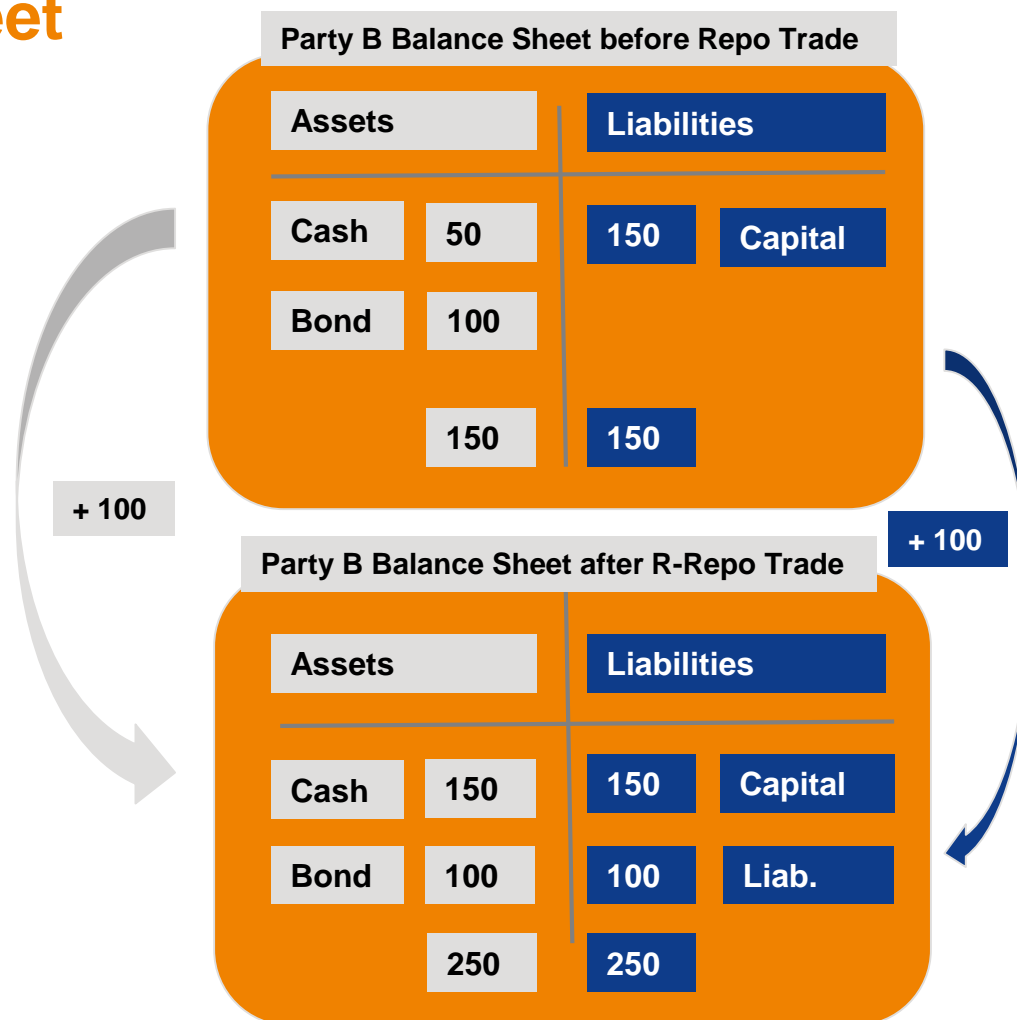 eet
Party B Balance Sheet before Repo Trade
Assets Liabilities
Cash 50 150 Capital
Bond 100
150 150
+ 100
+ 100
Party B Balance Sheet after R-Repo Trade
Assets Liabilities
Cash 150 150 Capital
Bond 100 100 Liab.
250 250